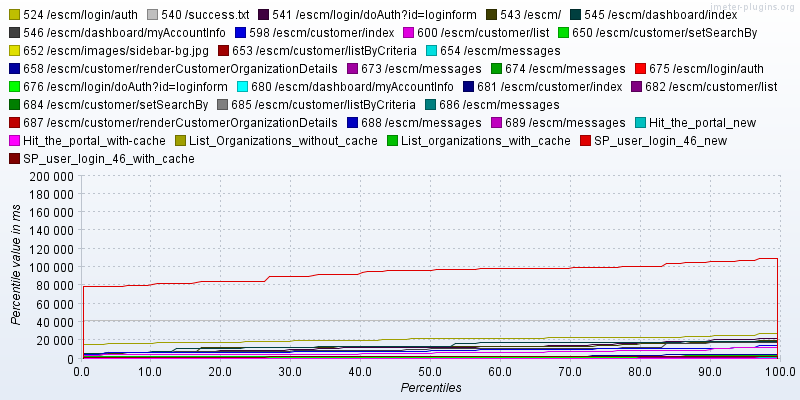 jmeter-plugins.org
524 /escm/login/auth 540 /success.txt 541 /escm/login/doAuth?id=loginform 543 /escm/ 545 /escm/dashboard/index
546 /escm/dashboard/myAccountInfo 598 /escm/customer/index 600 /escm/customer/list 650 /escm/customer/setSearchBy
652 /escm/images/sidebar-bg.jpg 653 /escm/customer/listByCriteria 654 /escm/messages
658 /escm/customer/renderCustomerOrganizationDetails 673 /escm/messages 674 /escm/messages 675 /escm/login/auth
676 /escm/login/doAuth?id=loginform 680 /escm/dashboard/myAccountInfo 681 /escm/customer/index 682 /escm/customer/list
684 /escm/customer/setSearchBy 685 /escm/customer/listByCriteria 686 /escm/messages
687 /escm/customer/renderCustomerOrganizationDetails 688 /escm/messages 689 /escm/messages Hit_the_portal_new
Hit_the_portal_with-cache List_Organizations_without_cache List_organizations_with_cache SP_user_login_46_new
SP_user_login_46_with_cache
200 000
180 000
160 000
140 000
120 000
100 000
80 000
60 000
40 000
20 000
0
Percentile value in ms
0.0 10.0 20.0 30.0 40.0 50.0 60.0 70.0 80.0 90.0 100.0
Percentiles